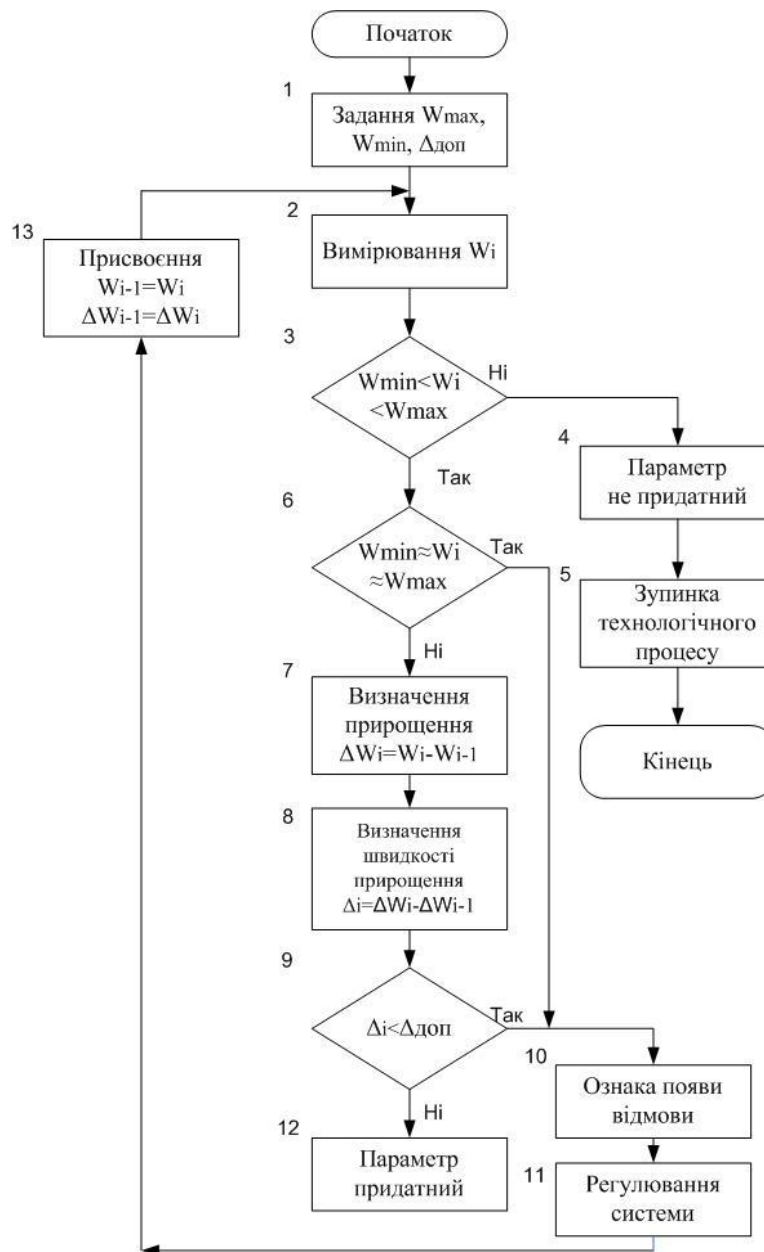 Початок
1
Задання Wmax,
Wmin, Δдоп
2
Вимірювання Wi
13
Присвоєння
Wi-1=Wi
ΔWi-1=ΔWi
3
Wmin<Wi
<Wmax
Ні
Так
4
Параметр
не придатний
6
Wmin≈Wi
≈Wmax
Так
Ні
5
Зупинка
технологічного
процесу
7
Визначення
прирощення
ΔWi=Wi-Wi-1
Кінець
8
Визначення
швидкості
прирощення
Δi=ΔWi-ΔWi-1
9
Δi<Δдоп
Так
Ні
10
Ознака появи
відмови
12
Параметр
придатний
11
Регулювання
системи